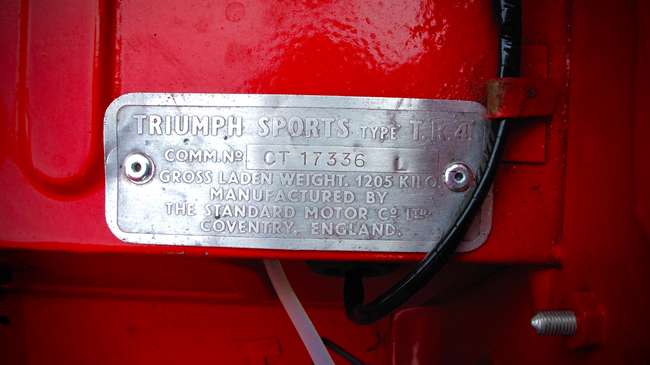 TRIUMPH SPORTS TYPE T.R.4
COMM. No. CT 17336 L
GROSS LADEN WEIGHT. 1205 KILO.
MANUFACTURED BY
THE STANDARD MOTOR Co. LTD.
COVENTRY, ENGLAND.